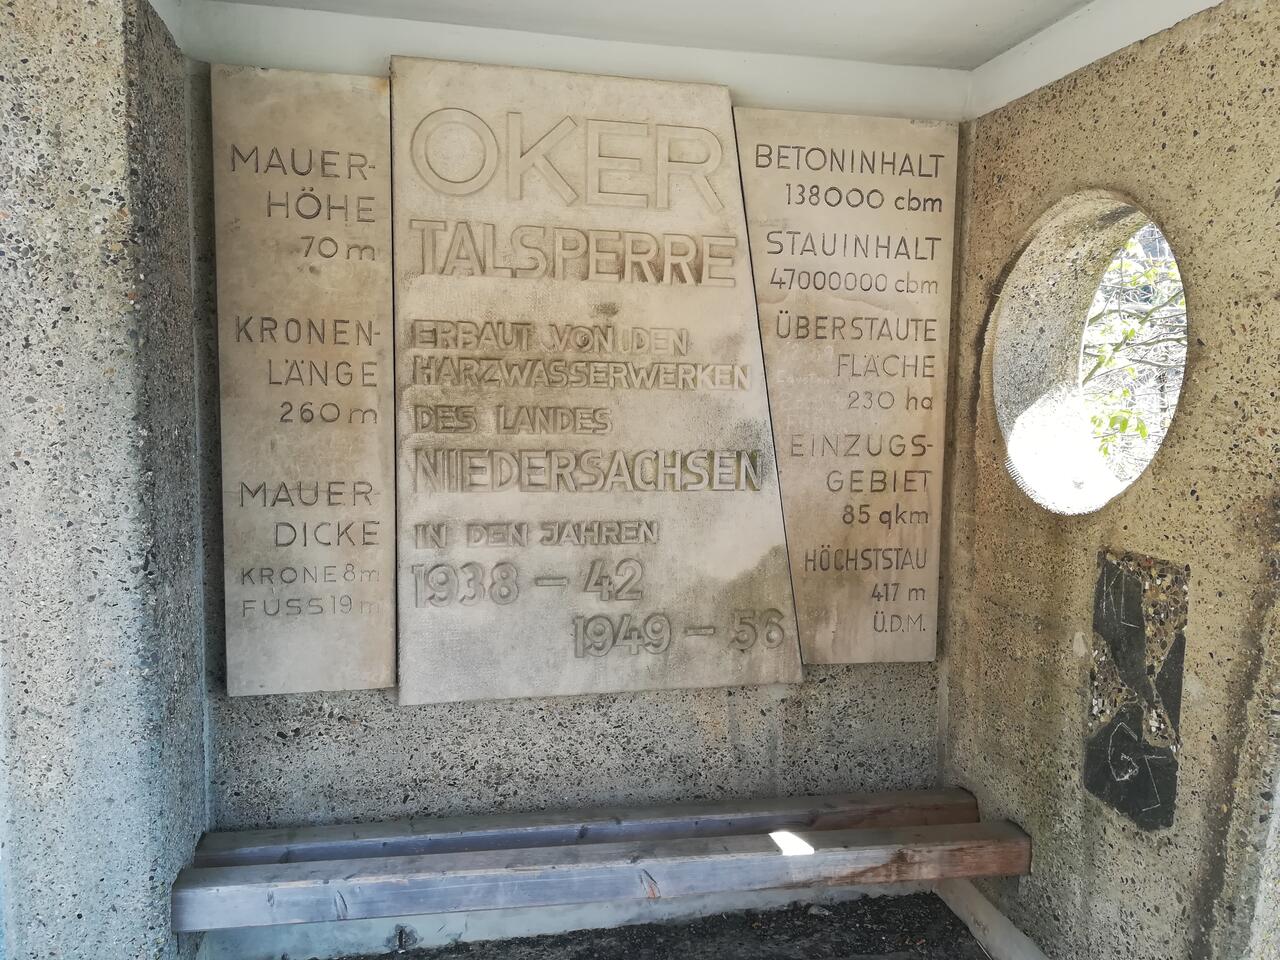 MAUER-
HÖHE
70 m
KRONEN-
LÄNGE
260 m
MAUER
DICKE
KRONE 8 m
FUSS 19 m
OKER
TALSPERRE
ERBAUT VON DEN
HARZWASSERWERKEN
DES LANDES
NIEDERSACHSEN
IN DEN JAHREN
1938 – 42
1949 – 56
BETONINHALT
138000 cbm
STAUINHALT
47000000 cbm
ÜBERSTAUTE
FLÄCHE
230 ha
EINZUGS-
GEBIET
85 qkm
HÖCHSTSTAU
417 m
Ü.D.M.